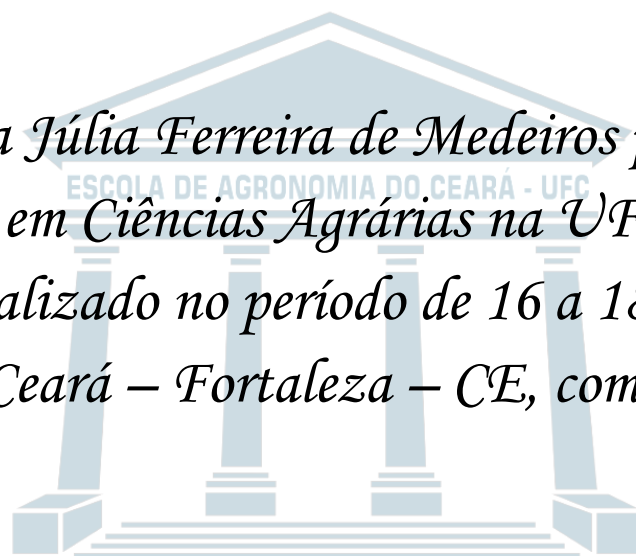 a Júlia Ferreira de Medeiros p
ESCOLA DE AGRONOMIA DO CEARÁ - UFC
em Ciências Agrárias na UF
alizado no período de 16 a 18
Ceará – Fortaleza – CE, com